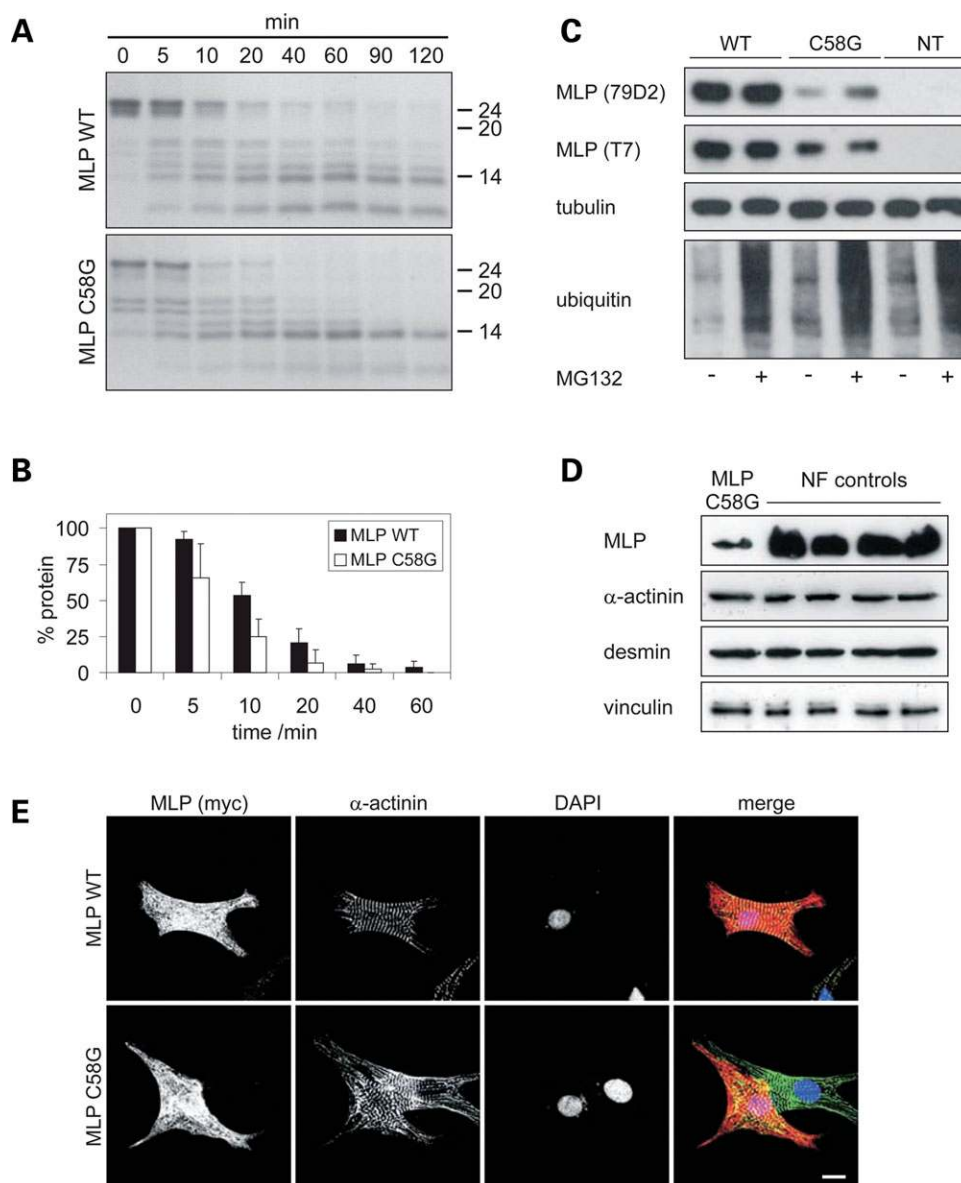 A
min
0 5 10 20 40 60 90 120
MLP WT
24
20
14
MLP C58G
24
20
14
B
% protein
100
75
50
25
0
MLP WT
MLP C58G
0 5 10 20 40 60
time /min
C
WT C58G NT
MLP (79D2)
MLP (T7)
tubulin
ubiquitin
MG132 - + - + - +
D
MLP C58G
NF controls
MLP
α-actinin
desmin
vinculin
E
MLP (myc) α-actinin DAPI merge
MLP WT
MLP C58G